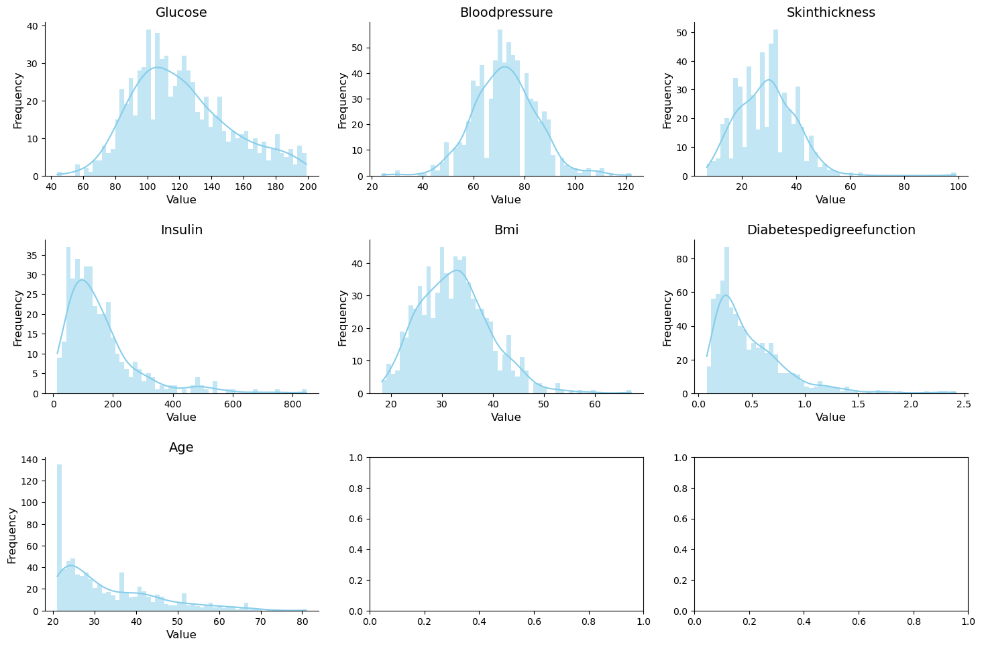 Glucose
Frequency
40
30
20
10
0
40 60 80 100 120 140 160 180 200
Value
Bloodpressure
Frequency
50
40
30
20
10
0
20 40 60 80 100 120
Value
Skinthickness
Frequency
50
40
30
20
10
0
20 40 60 80 100
Value
Insulin
Frequency
35
30
25
20
15
10
5
0
0 200 400 600 800
Value
Bmi
Frequency
40
30
20
10
0
20 30 40 50 60
Value
Diabetespedigreefunction
Frequency
80
60
40
20
0
0.0 0.5 1.0 1.5 2.0 2.5
Value
Age
Frequency
140
120
100
80
60
40
20
0
20 30 40 50 60 70 80
Value
1.0
0.8
0.6
0.4
0.2
0.0
0.0 0.2 0.4 0.6 0.8 1.0
1.0
0.8
0.6
0.4
0.2
0.0
0.0 0.2 0.4 0.6 0.8 1.0